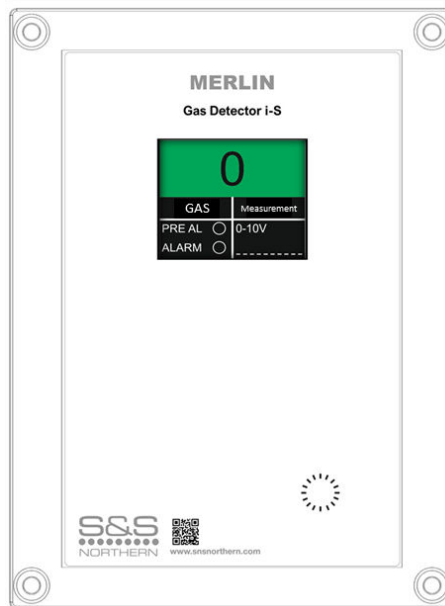 MERLIN
Gas Detector i-S
0
GAS Measurement
PRE AL 0-10V
ALARM
S&S
NORTHERN www.snsnorthern.com